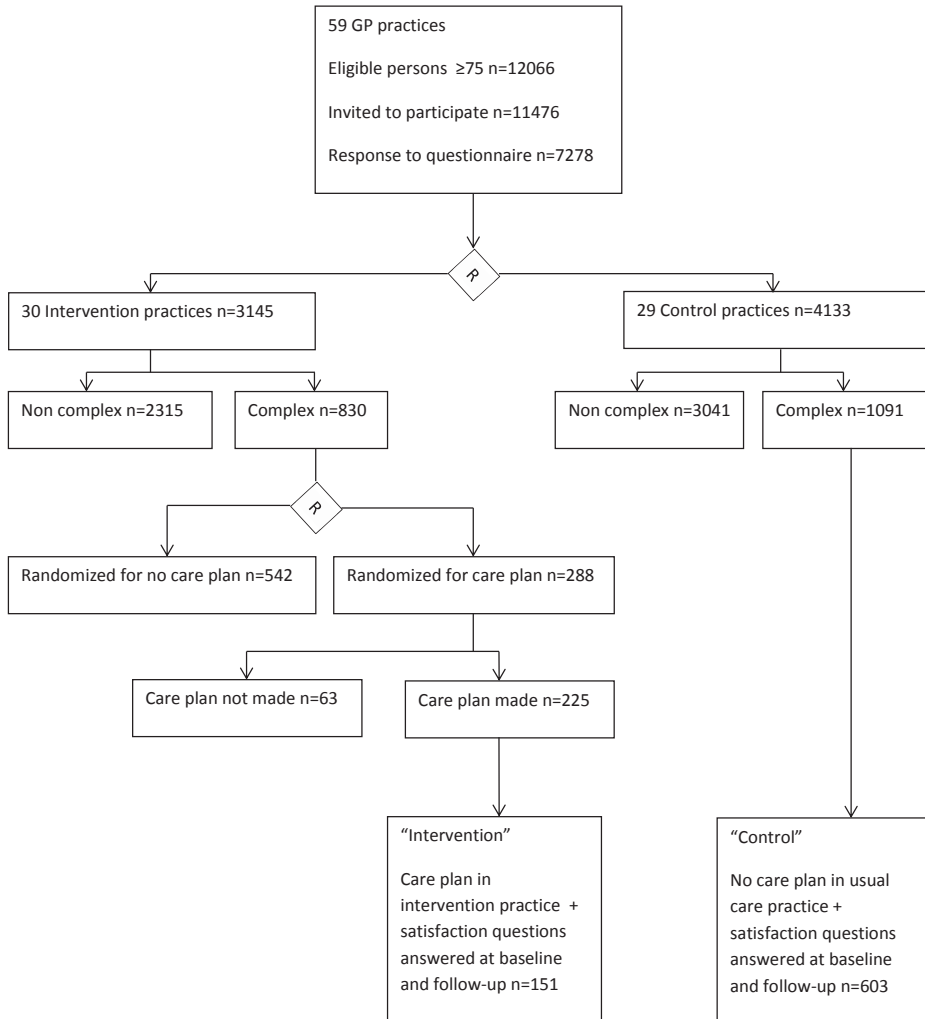 59 GP practices
Eligible persons ≥75 n=12066
Invited to participate n=11476
Response to questionnaire n=7278
R
30 Intervention practices n=3145
29 Control practices n=4133
Non complex n=2315
Complex n=830
Non complex n=3041
Complex n=1091
R
Randomized for no care plan n=542
Randomized for care plan n=288
Care plan not made n=63
Care plan made n=225
“Intervention”
Care plan in
intervention practice +
satisfaction questions
answered at baseline
and follow-up n=151
“Control”
No care plan in usual
care practice +
satisfaction questions
answered at baseline
and follow-up n=603